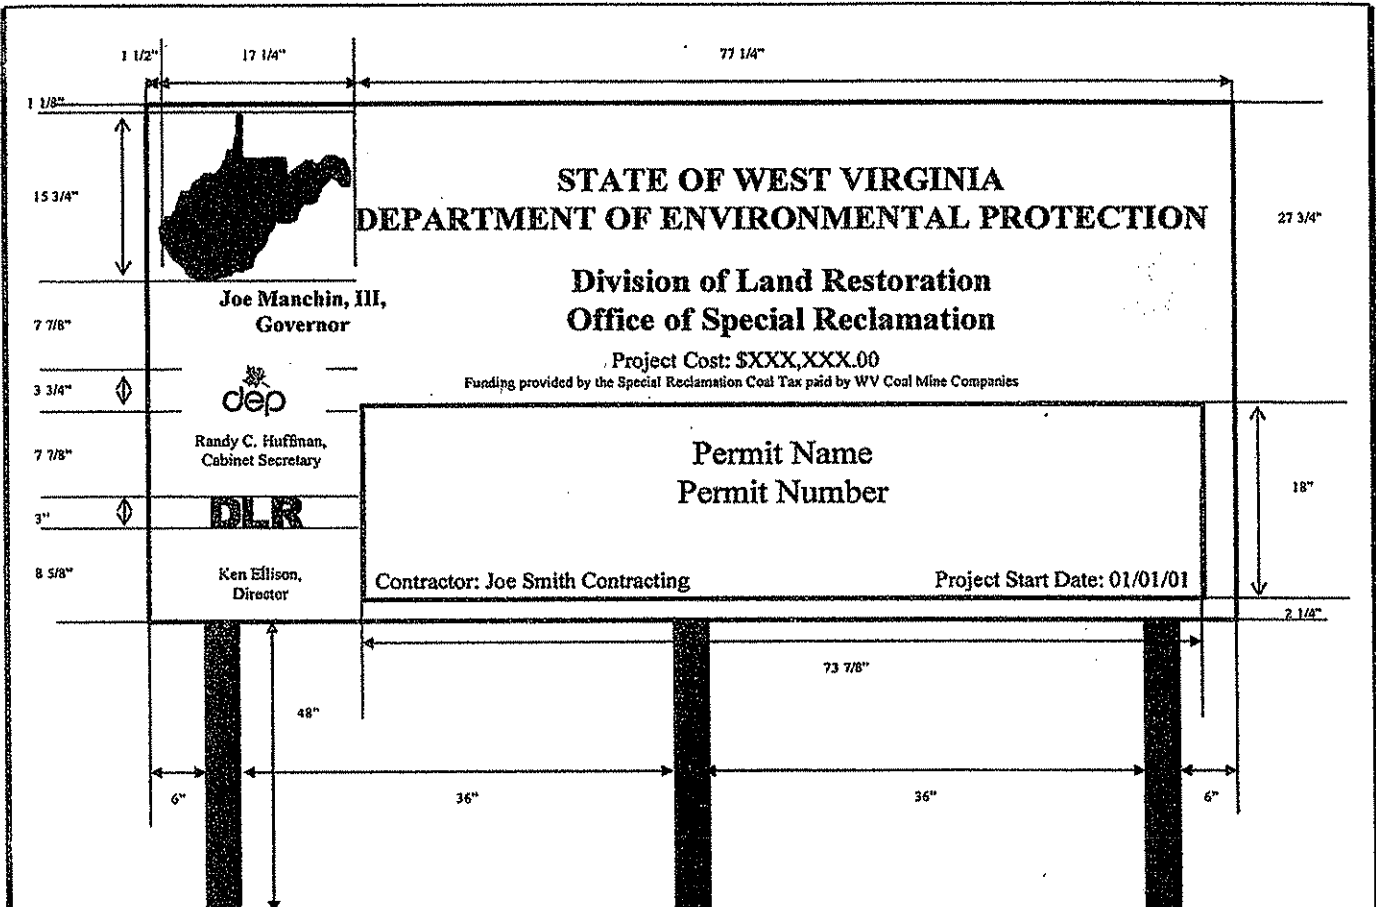 1 1/2"
17 1/4"
77 1/4"
1 1/8"
15 3/4"
STATE OF WEST VIRGINIA
DEPARTMENT OF ENVIRONMENTAL PROTECTION
27 3/4"
Division of Land Restoration
Office of Special Reclamation
Joe Manchin, III,
Governor
7 7/8"
Project Cost: $XXX,XXX.00
Funding provided by the Special Reclamation Coal Tax paid by WV Coal Mine Companies
3 3/4"
dep
Randy C. Huffman,
Cabinet Secretary
7 7/8"
Permit Name
Permit Number
18"
DLR
3"
8 5/8"
Ken Ellison,
Director
Contractor: Joe Smith Contracting
Project Start Date: 01/01/01
2 1/4"
73 7/8"
48"
6"
36"
36"
6"